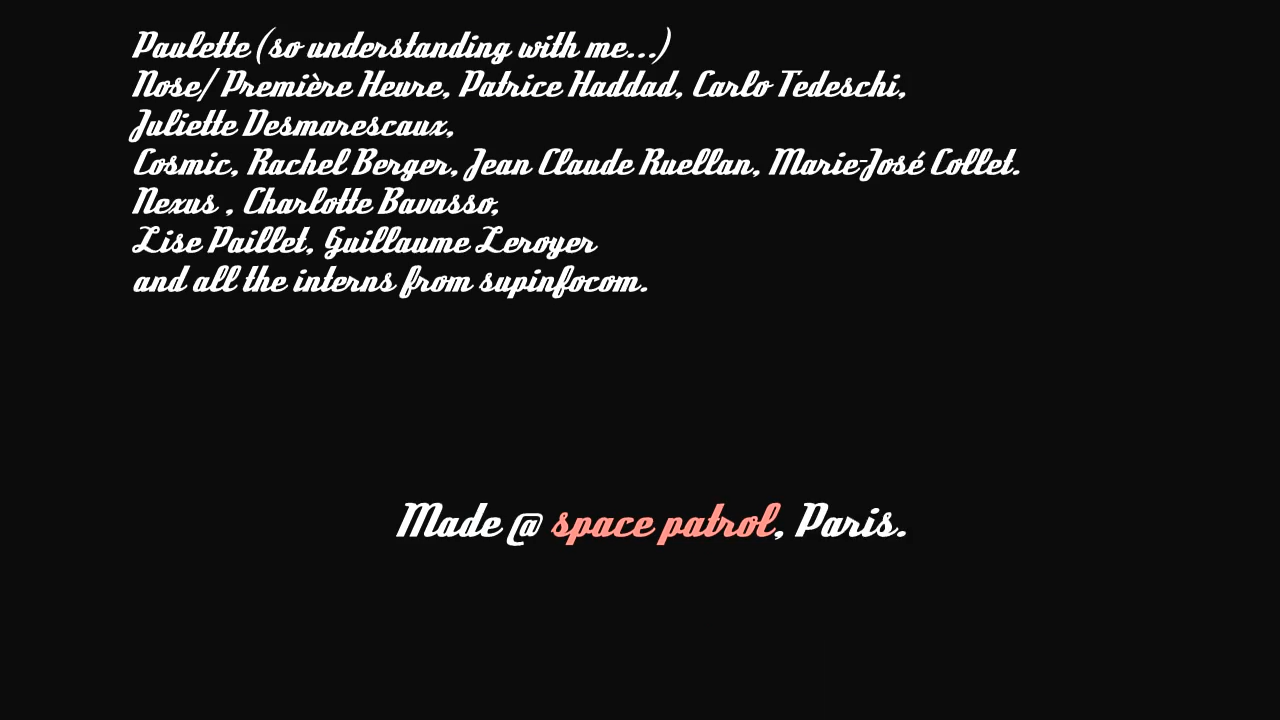 Paulette (so understanding with me...)
Nose/ Première Heure, Patrice Haddad, Carlo Tedeschi,
Juliette Desmarescaux,
Cosmic, Rachel Berger, Jean Claude Ruellan, Marie-José Collet.
Nexus , Charlotte Bavasso,
Lise Paillet, Guillaume Leroyer
and all the interns from supinfocom.
Made @ space patrol, Paris.